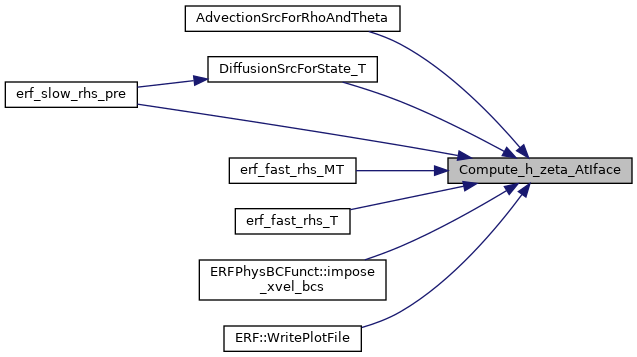 AdvectionSrcForRhoAndTheta
DiffusionSrcForState_T
erf_slow_rhs_pre
erf_fast_rhs_MT
Compute_h_zeta_AtIface
erf_fast_rhs_T
ERFPhysBCFunct::impose
_xvel_bcs
ERF::WritePlotFile